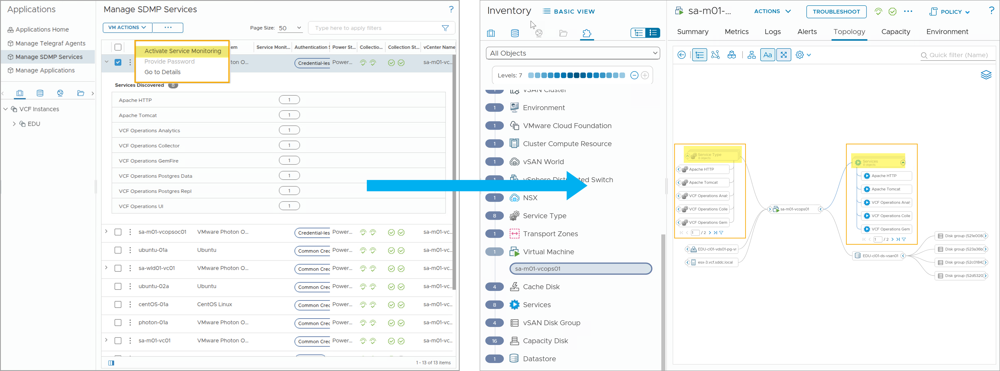 Applications
Applications Home
Manage Telegraf Agents
Manage SDMP Services
Manage Applications
VCF Instances
EDU
Manage SDMP Services
?
VM ACTIONS
...
Page Size: 50
Type here to apply filters
em Service Monit... Authentication S Power St... Collectio... Collection St... vCenter Name
Activate Service Monitoring
Provide Password
Go to Details
ton O... Credential-les Power... sa-m01-vc...
Services Discovered 8
Apache HTTP 1
Apache Tomcat 1
VCF Operations Analytics 1
VCF Operations Collector 1
VCF Operations GemFire 1
VCF Operations Postgres Data 1
VCF Operations Postgres Repl 1
VCF Operations UI 1
sa-m01-vcopsoc01 VMware Photon O... Credential-les Power... sa-m01-vc...
ubuntu-01a Ubuntu Common Crec Power... sa-m01-vc...
sa-wld01-vc01 VMware Photon O... Common Crec Power... sa-m01-vc...
ubuntu-02a Ubuntu Common Crec Power... sa-m01-vc...
centOS-01a CentOS Linux Common Crec Power... sa-m01-vc...
photon-01a VMware Photon O... Common Crec Power... sa-m01-vc...
sa-m01-vc01 VMware Photon O... Common Crec Power... sa-m01-vc...
1 - 13 of 13 items
Inventory BASIC VIEW
All Objects
Levels: 7
vSAN Cluster
1 Environment
1 VMware Cloud Foundation
1 Cluster Compute Resource
1 vSAN World
1 vSphere Dist ed Switch
1 NSX
8 Service Type
1 Transport Zones
1 Virtual Machine
sa-m01-vcops01
4 Cache Disk
8 Services
4 vSAN Disk Group
16 Capacity Disk
1 Datastore
sa-m01-... ACTIONS TROUBLESHOOT ... POLICY ?
Summary Metrics Logs Alerts Topology Capacity Environment
Aa
Quick filter (Name)
Service Type
8 objects
Apache HTTP
Apache Tomcat
VCF Operations Anal
VCF Operations Colle
VCF Operations Gem
1 / 2
EDU-cl01-vds01-pg-vr
esx-3.vcf.sddc.local
sa-m01-vcops01
Services
8 objects
Apache HTTP
Apache Tomcat
VCF Operations Anal
VCF Operations Colle
VCF Operations Gem
1 / 2
EDU-cl01-ds-vsan01
Disk group (521e008
Disk group (523a36b
Disk group (52c0184
Disk group (52d5320